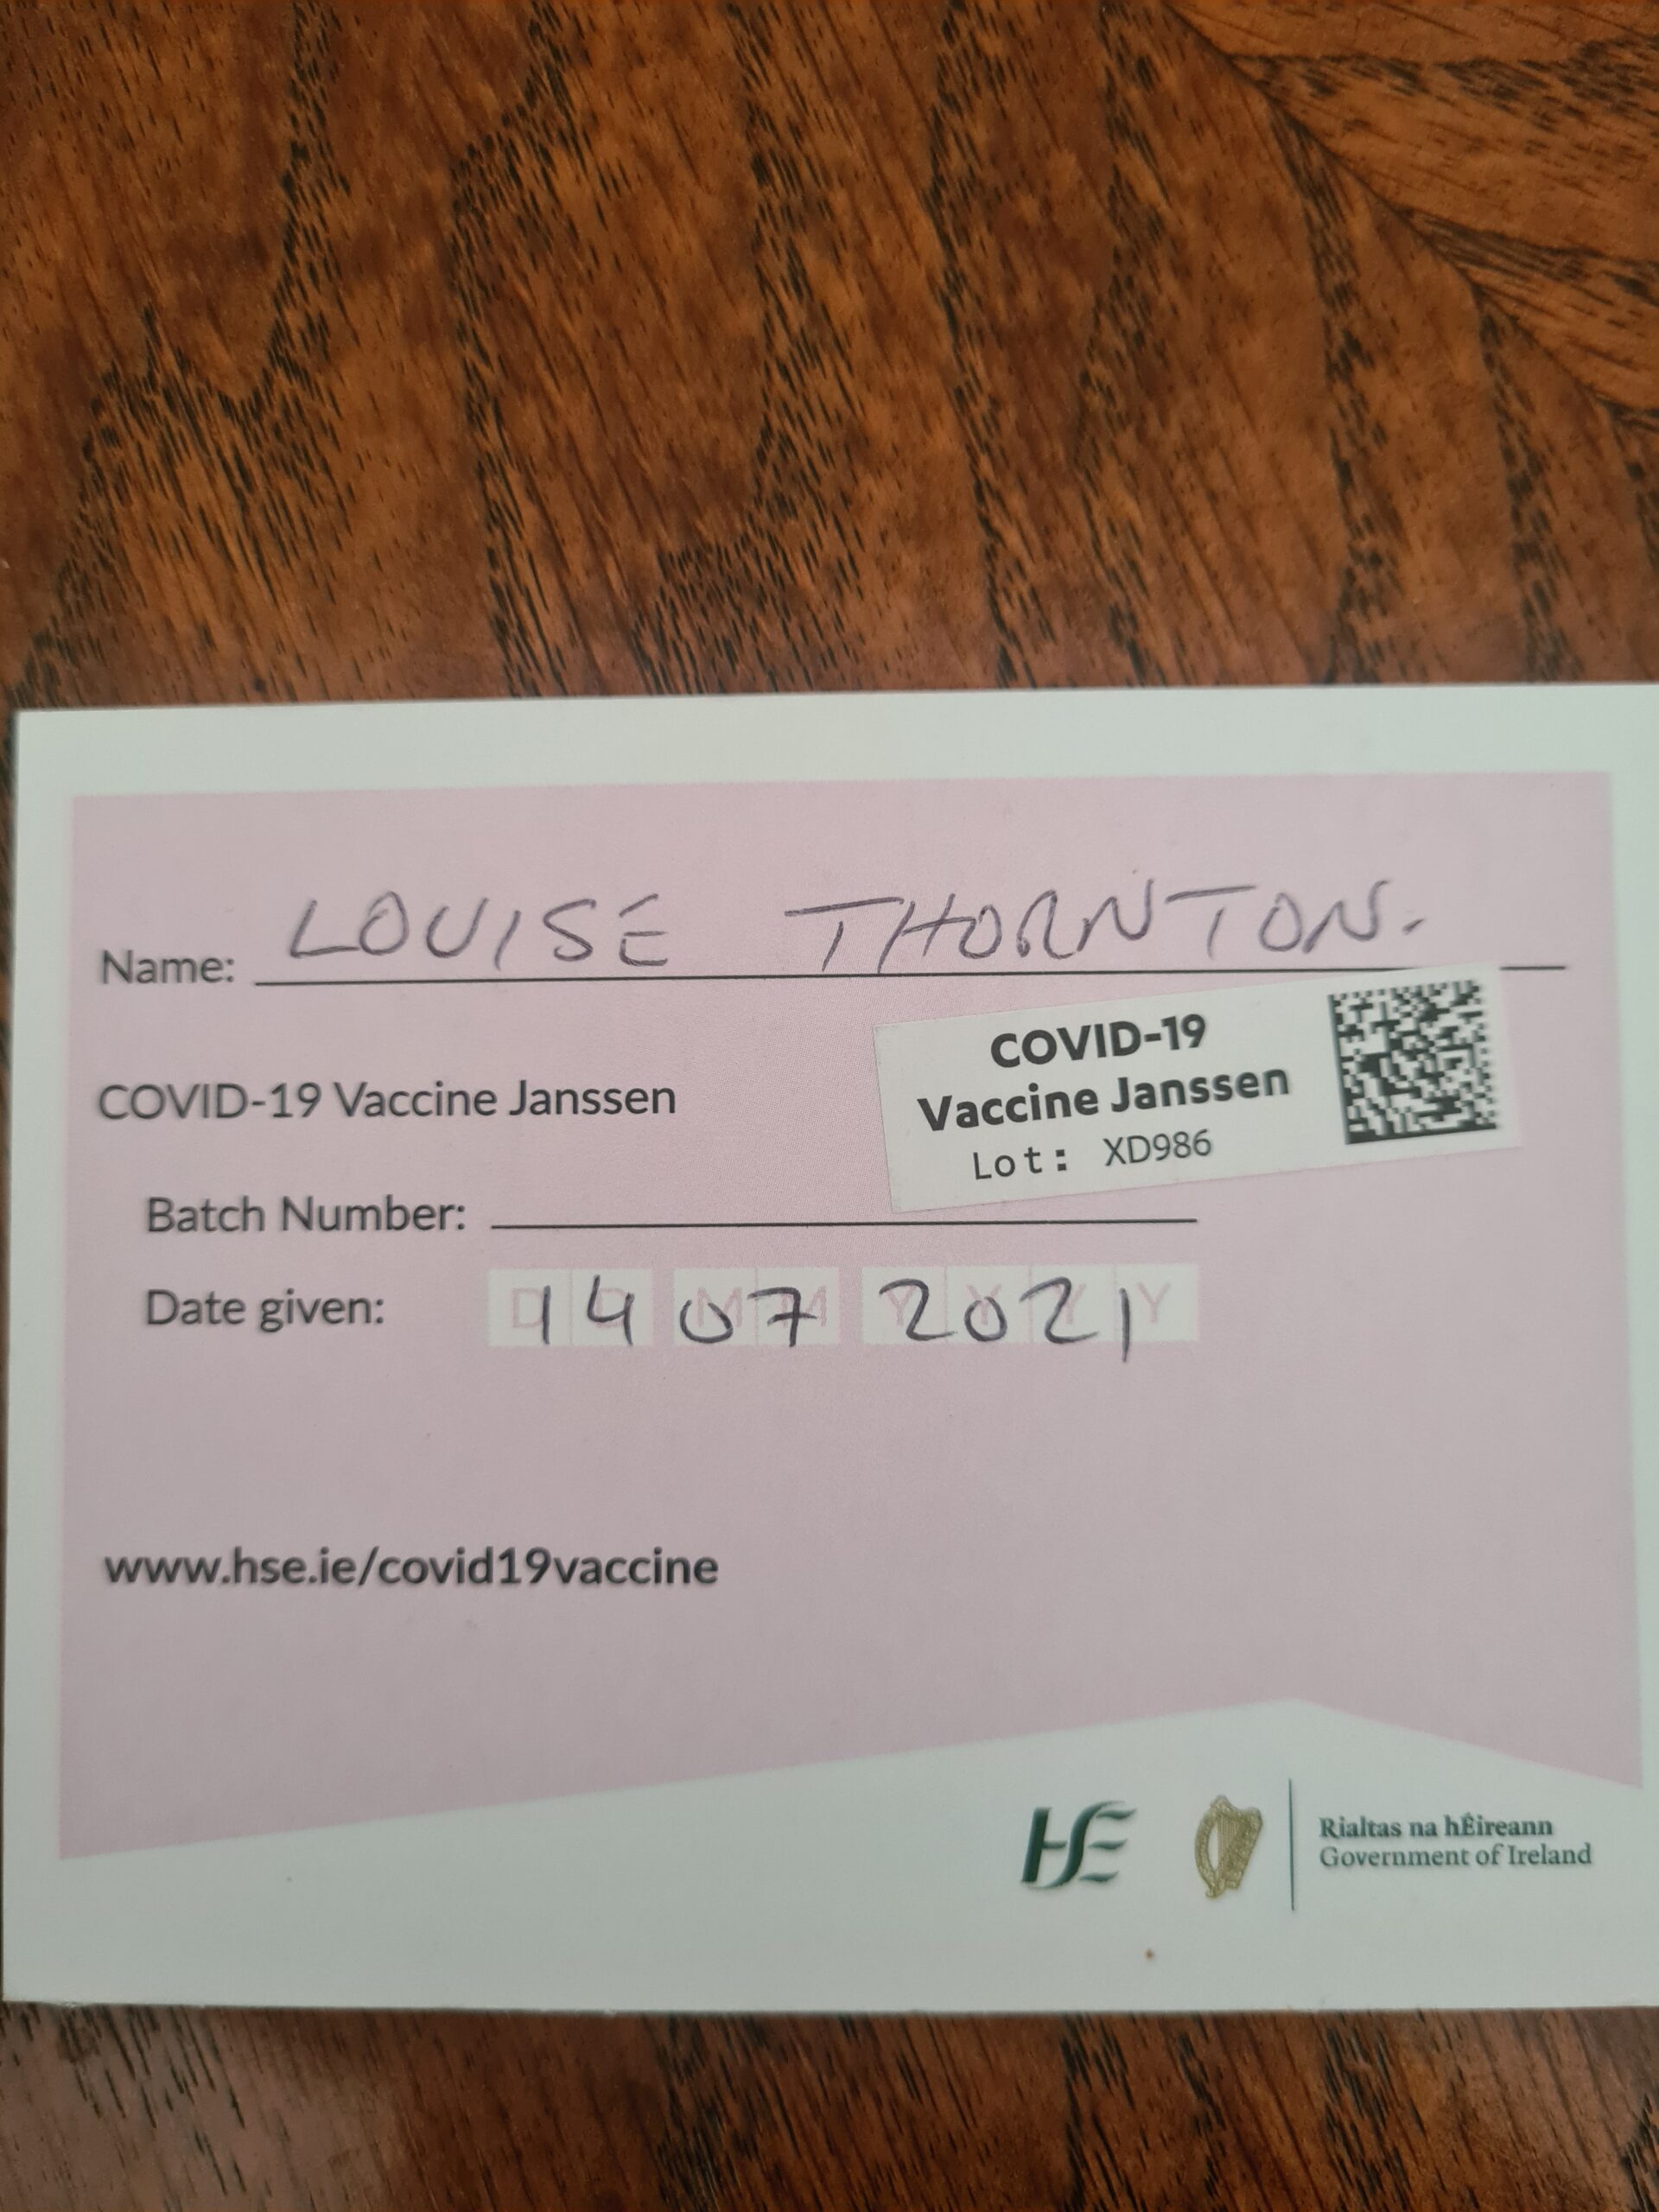 Name: LOUISE THORNTON.
COVID-19 Vaccine Janssen
COVID-19
Vaccine Janssen
Lot: XD986
Batch Number:
Date given: 14 07 2021
www.hse.ie/covid19vaccine
HSE
Rialtas na hÉireann
Government of Ireland